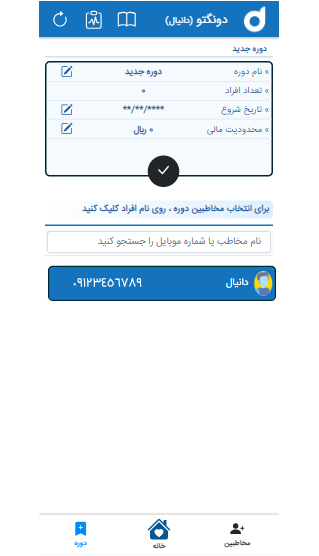 دونگتو (دانیال)
دوره جدید
» نام دوره دوره جدید
» تعداد افراد ۰
» تاریخ شروع ****/**/**
» محدودیت مالی ۰ ریال
برای انتخاب مخاطبین دوره ، روی نام افراد کلیک کنید
نام مخاطب یا شماره موبایل را جستجو کنید
دانیال ۰۹۱۲۳۴۵۶۷۸۹
مخاطبین خانه دوره